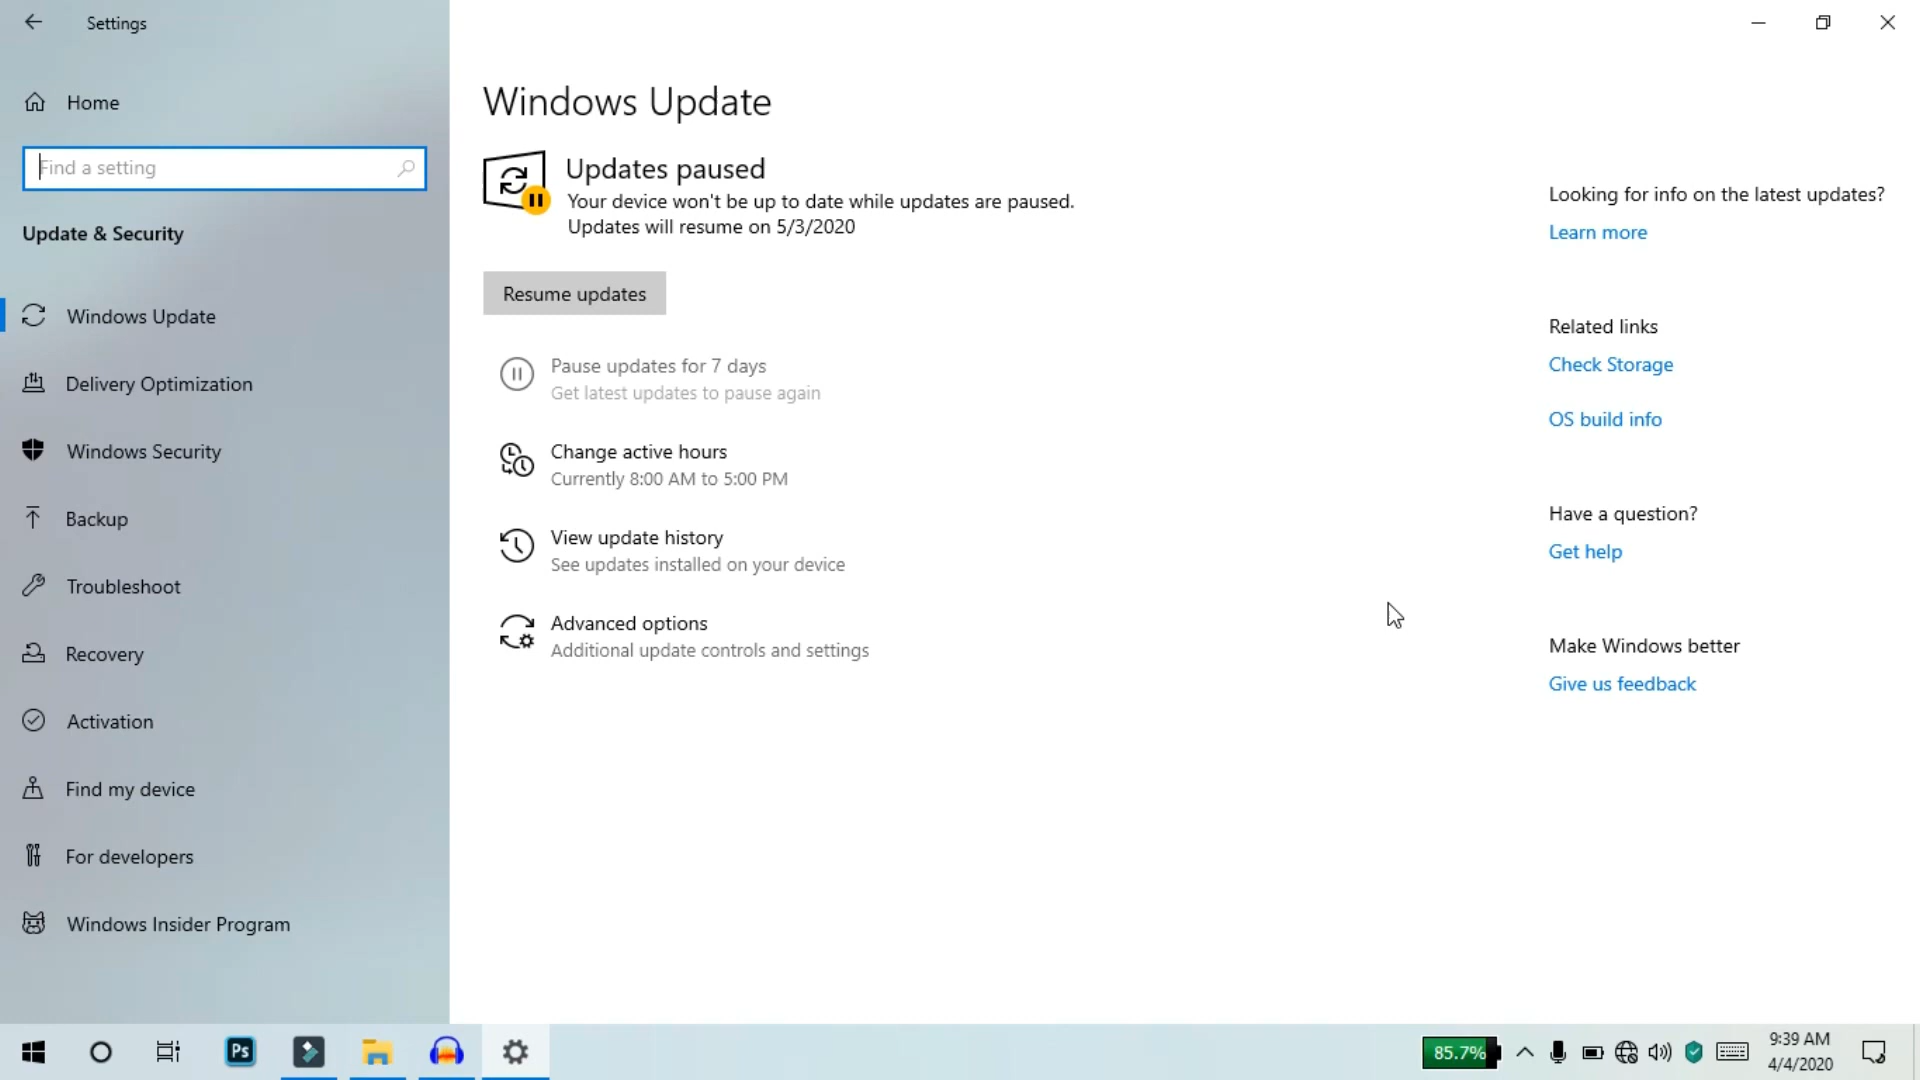 Settings
Home
Find a setting
Update & Security
Windows Update
Delivery Optimization
Windows Security
Backup
Troubleshoot
Recovery
Activation
Find my device
For developers
Windows Insider Program
Windows Update
Updates paused
Your device won't be up to date while updates are paused.
Updates will resume on 5/3/2020
Resume updates
Pause updates for 7 days
Get latest updates to pause again
Change active hours
Currently 8:00 AM to 5:00 PM
View update history
See updates installed on your device
Advanced options
Additional update controls and settings
Looking for info on the latest updates?
Learn more
Related links
Check Storage
OS build info
Have a question?
Get help
Make Windows better
Give us feedback
Ps
85.7%
9:39 AM
4/4/2020